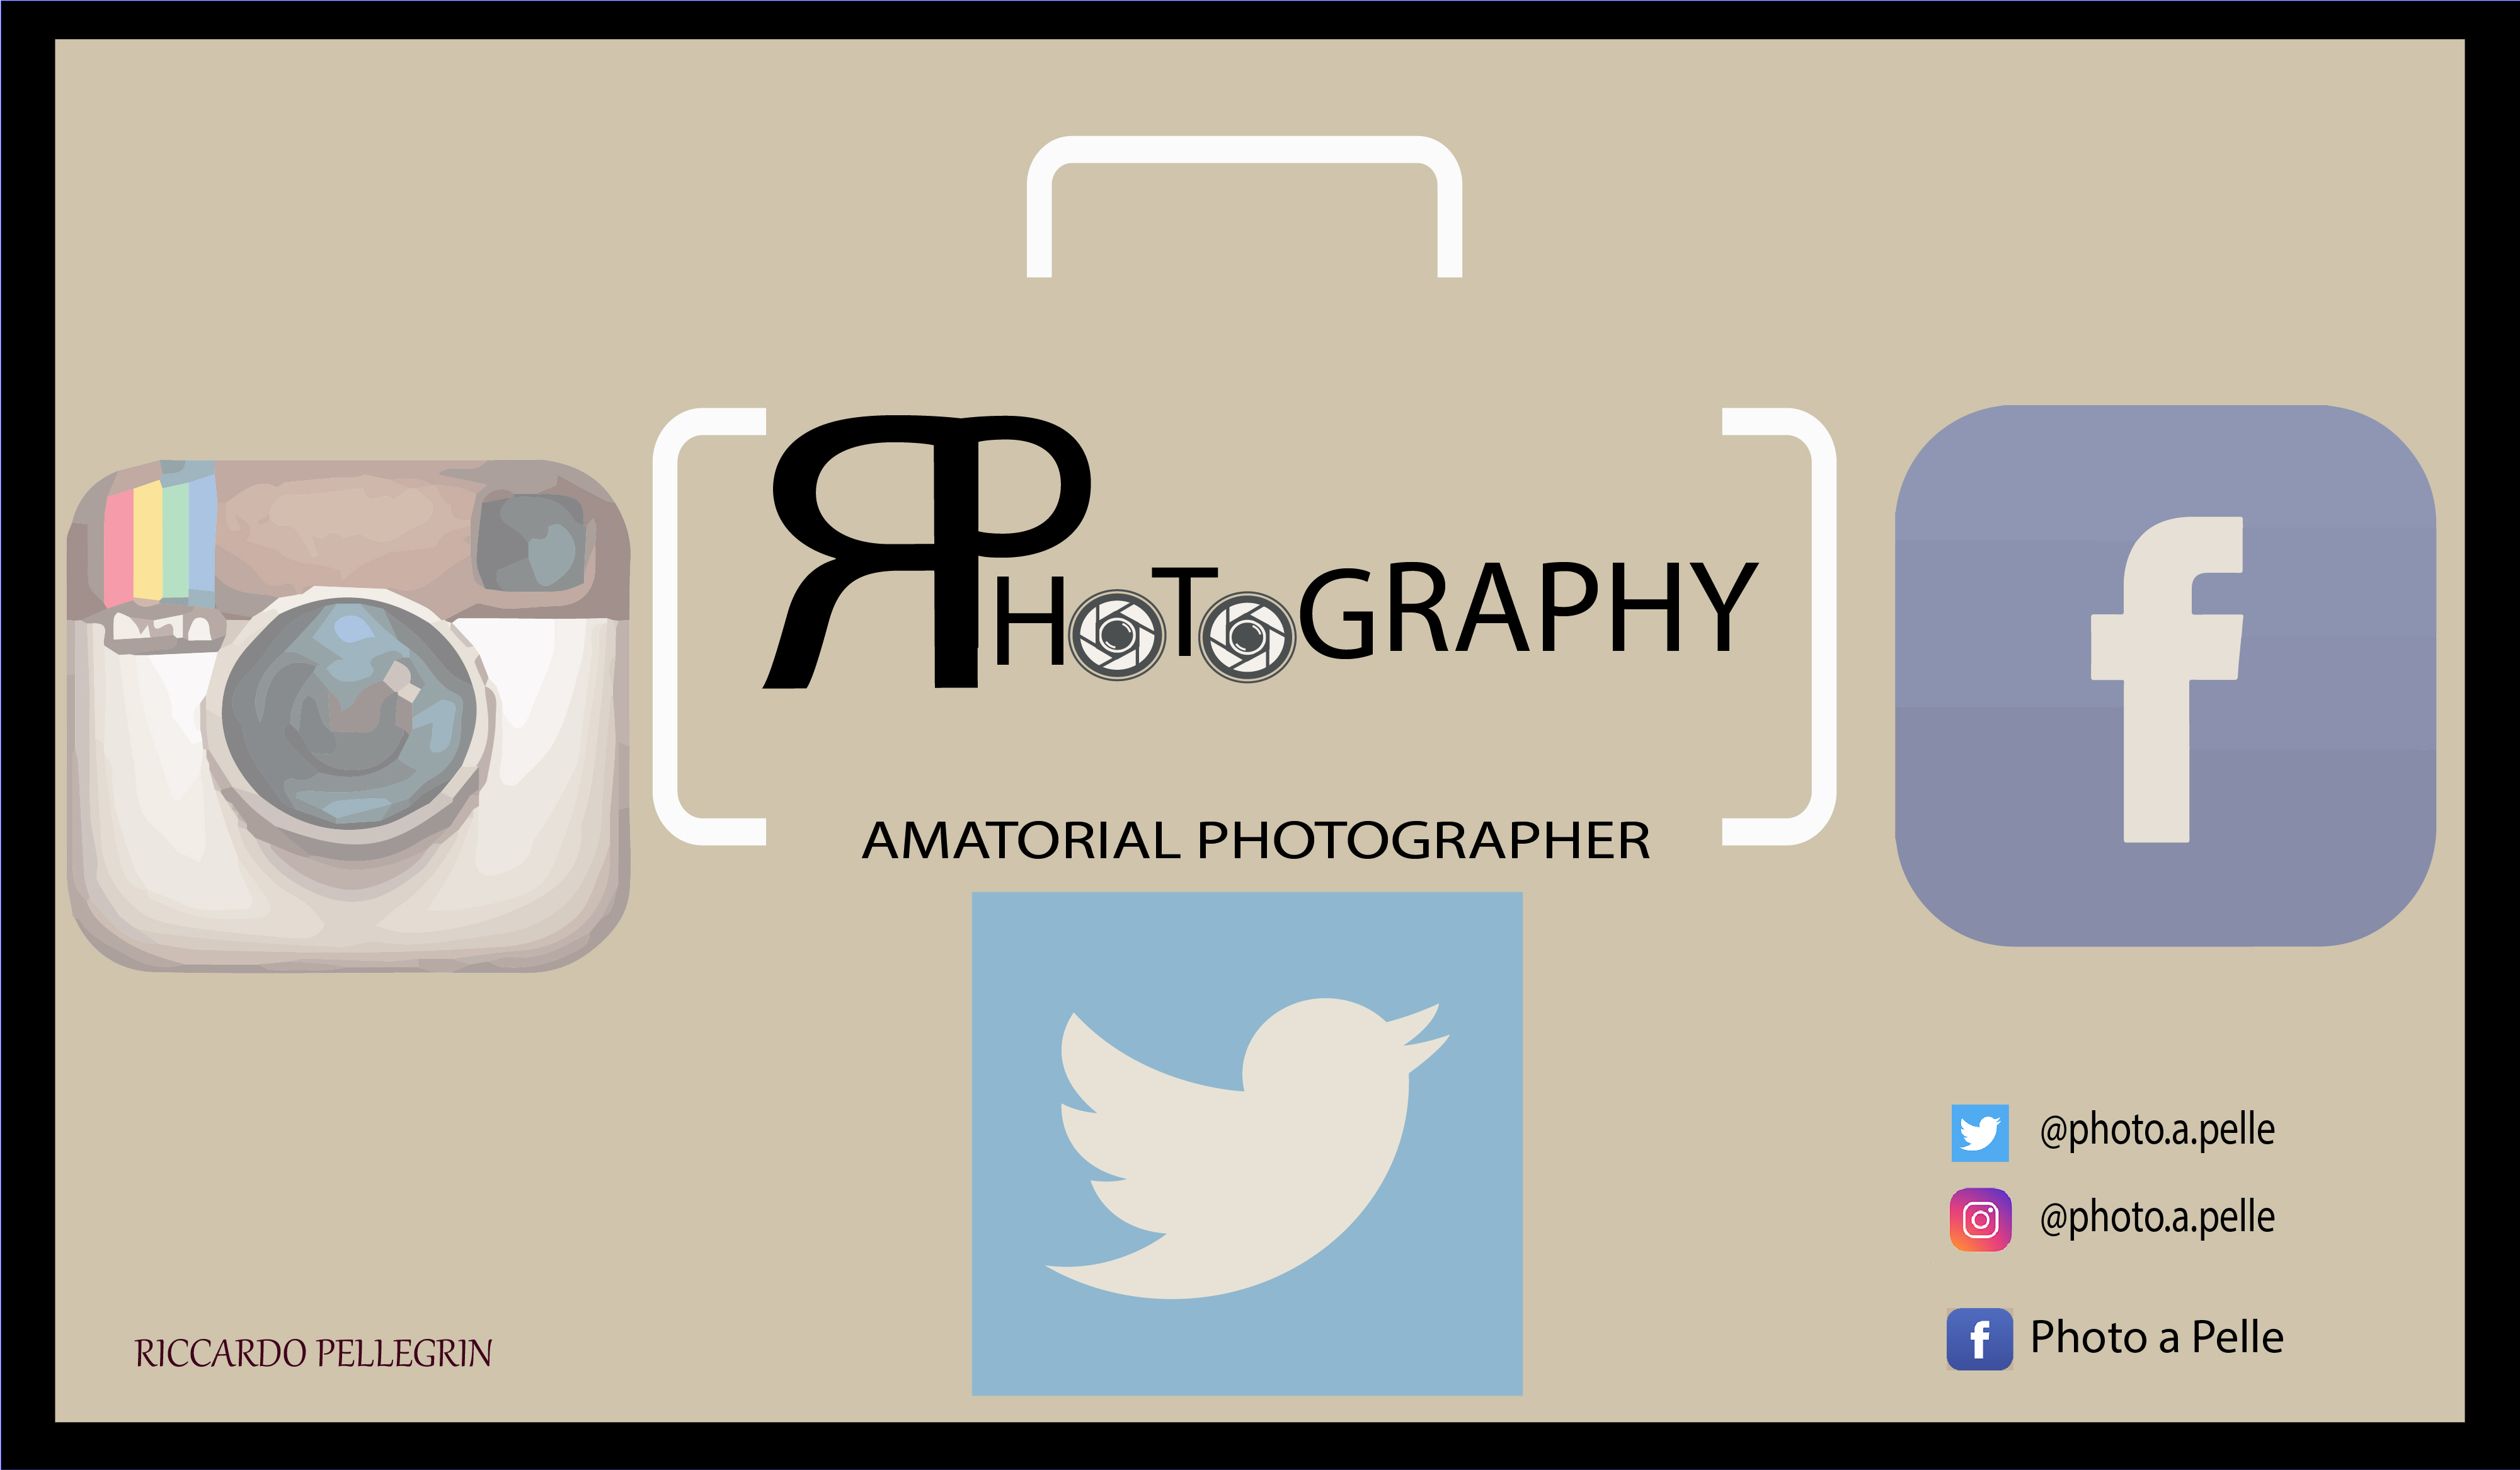 RPHOTOGRAPHY
AMATORIAL PHOTOGRAPHER
@photo.a.pelle
@photo.a.pelle
Photo a Pelle
RICCARDO PELLEGRIN